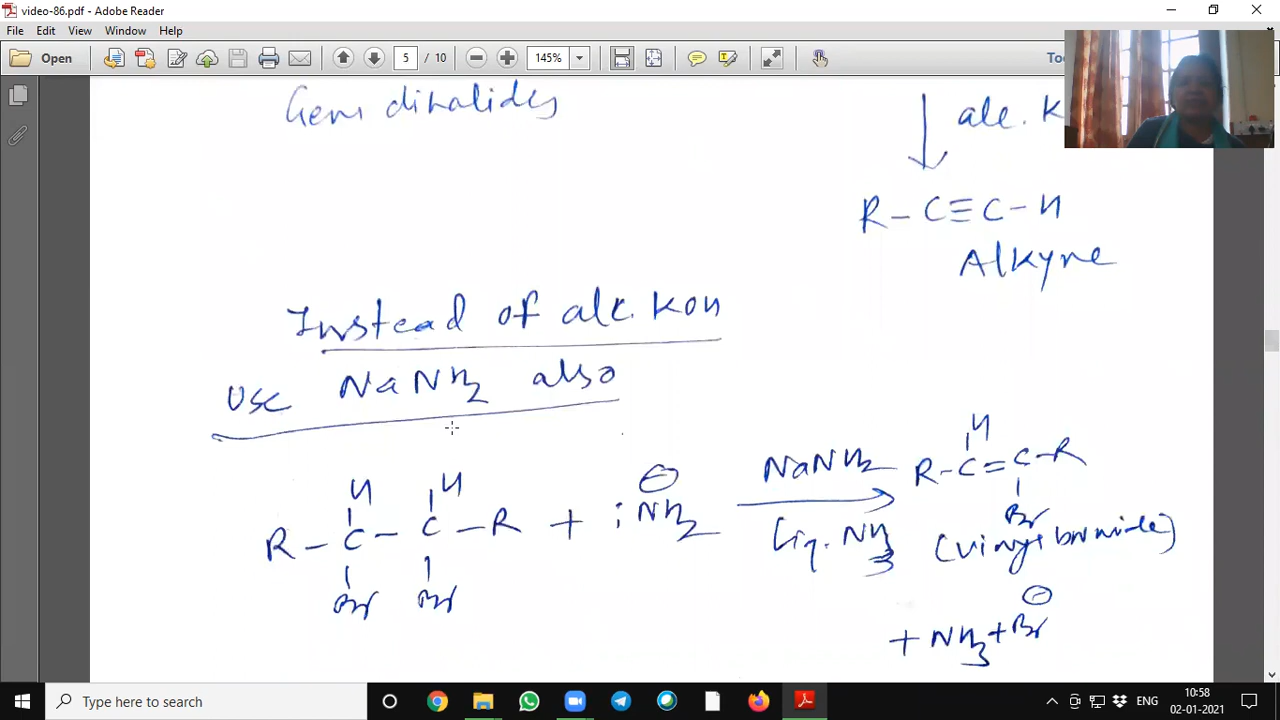 video-86.pdf - Adobe Reader
File Edit View Window Help
Open 5 / 10 145%
Gem dihalides
alc. K
R – C ≡ C – H
Alkyne
Instead of alc. KOH
Use NaNH2 also
H H
R – C – C – R + :NH2 ⊖
Br Br
NaNH2
liq. NH3
H
R – C = C – R
Br
(vinyl bromide)
+ NH3 + Br ⊖
Type here to search
ENG
10:58
02-01-2021